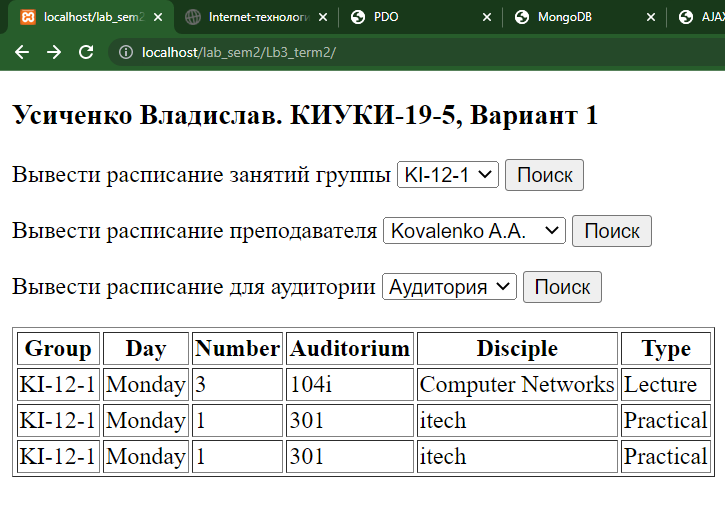 localhost/lab_sem2 Internet-технологи PDO MongoDB AJAX
localhost/lab_sem2/Lb3_term2/
Усиченко Владислав. КИУКИ-19-5, Вариант 1
Вывести расписание занятий группы KI-12-1 Поиск
Вывести расписание преподавателя Kovalenko A.A. Поиск
Вывести расписание для аудитории Аудитория Поиск
Group Day Number Auditorium Disciple Type
KI-12-1 Monday 3 104i Computer Networks Lecture
KI-12-1 Monday 1 301 itech Practical
KI-12-1 Monday 1 301 itech Practical